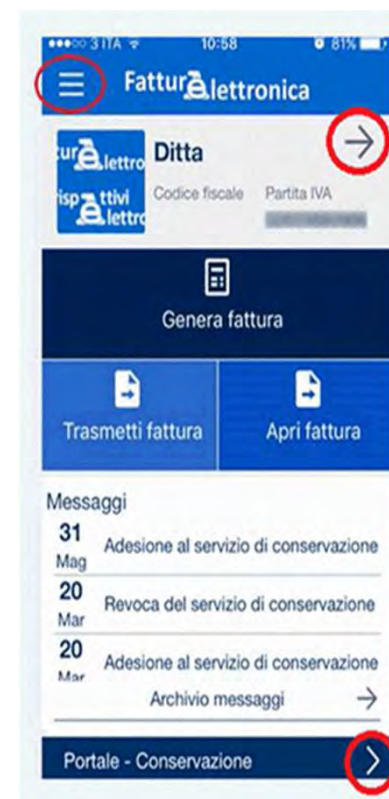 3 ITA 10:58 81%
FatturAElettronica
Ditta
Codice fiscale Partita IVA
Genera fattura
Trasmetti fattura Apri fattura
Messaggi
31 Mag Adesione al servizio di conservazione
20 Mar Revoca del servizio di conservazione
20 Mar Adesione al servizio di conservazione
Archivio messaggi
Portale - Conservazione